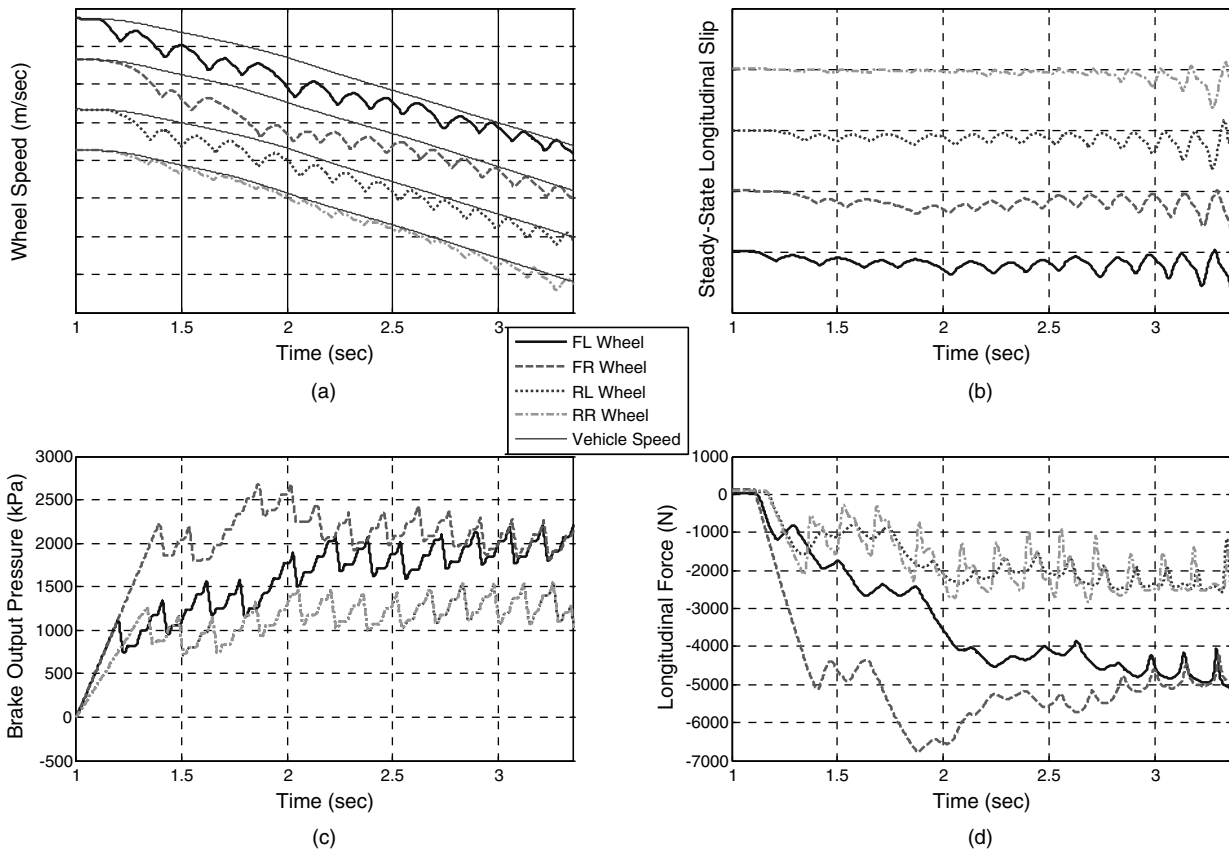 Wheel Speed (m/sec)
1 1.5 2 2.5 3
Time (sec)
(a)
Steady-State Longitudinal Slip
1 1.5 2 2.5 3
Time (sec)
(b)
FL Wheel
FR Wheel
RL Wheel
RR Wheel
Vehicle Speed
Brake Output Pressure (kPa)
3000
2500
2000
1500
1000
500
0
-500
1 1.5 2 2.5 3
Time (sec)
(c)
Longitudinal Force (N)
1000
0
-1000
-2000
-3000
-4000
-5000
-6000
-7000
1 1.5 2 2.5 3
Time (sec)
(d)